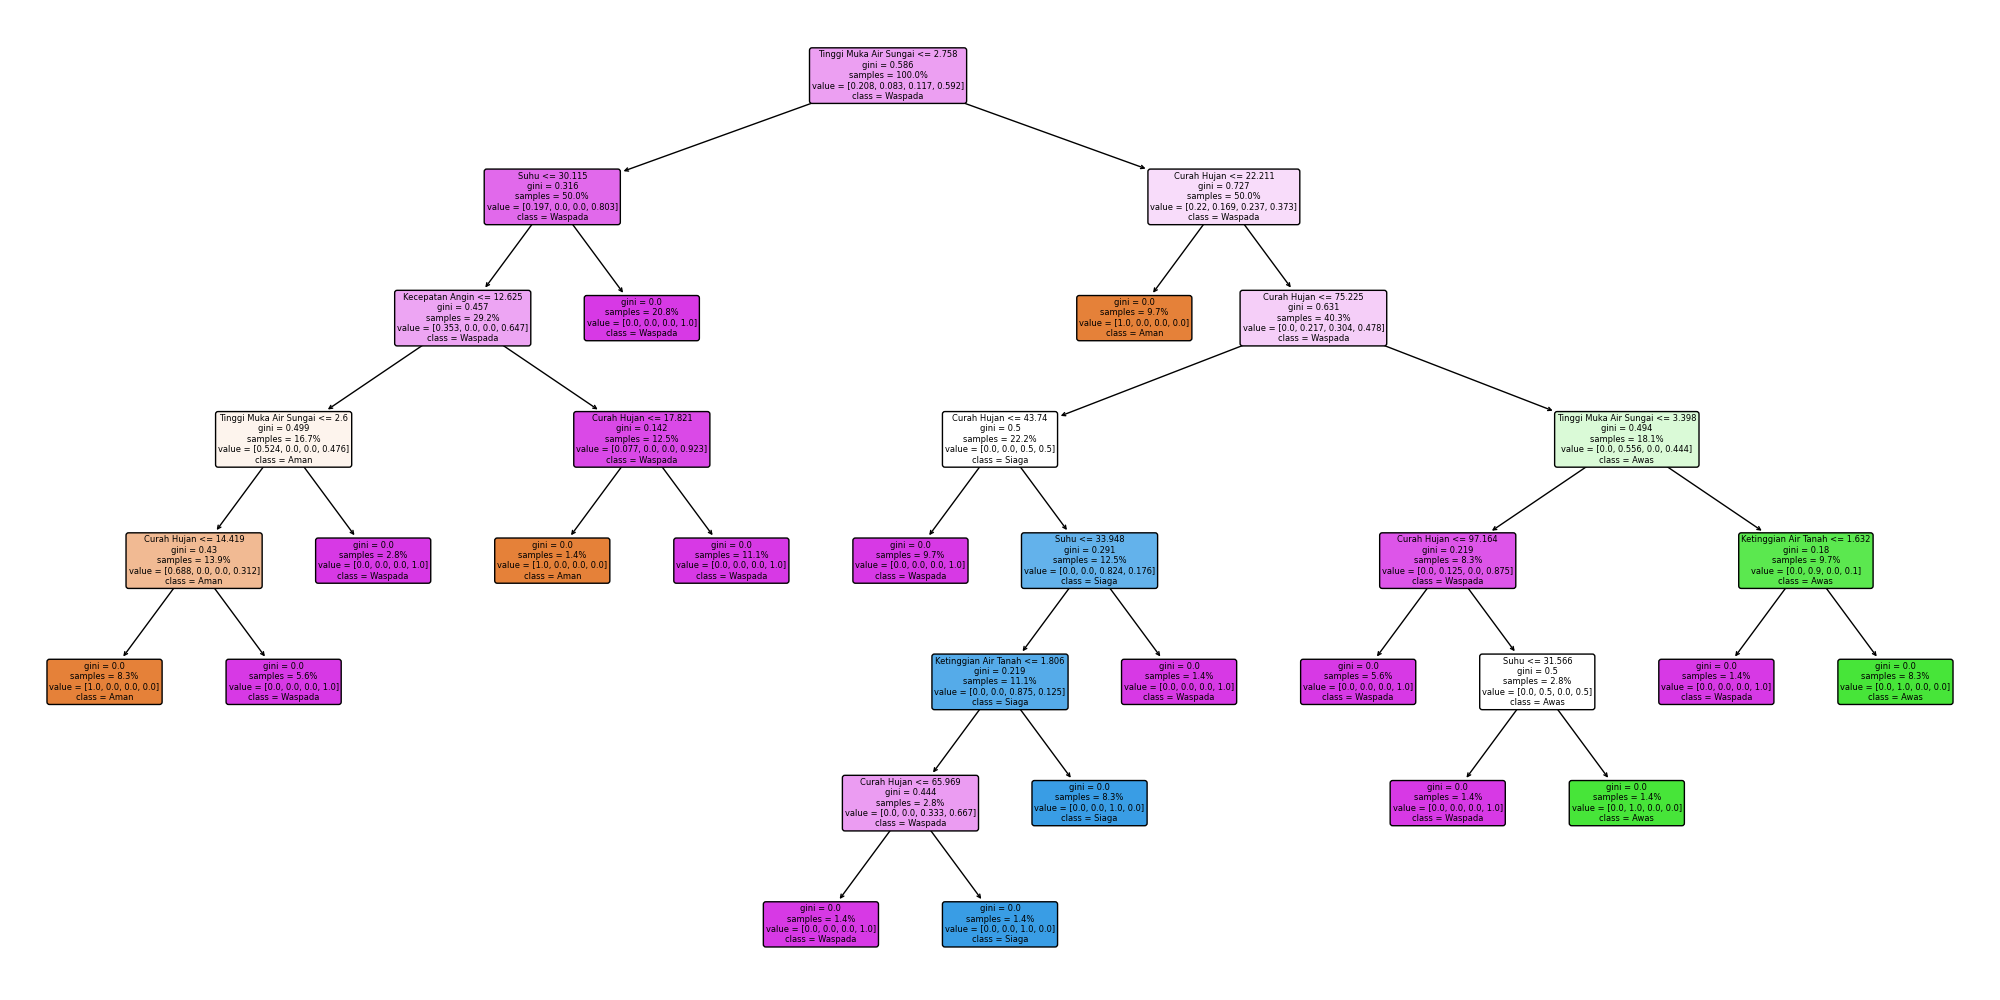 Tinggi Muka Air Sungai <= 2.758
gini = 0.586
samples = 100.0%
value = [0.208, 0.083, 0.117, 0.592]
class = Waspada
Suhu <= 30.115
gini = 0.316
samples = 50.0%
value = [0.197, 0.0, 0.0, 0.803]
class = Waspada
Curah Hujan <= 22.211
gini = 0.727
samples = 50.0%
value = [0.22, 0.169, 0.237, 0.373]
class = Waspada
Kecepatan Angin <= 12.625
gini = 0.457
samples = 29.2%
value = [0.353, 0.0, 0.0, 0.647]
class = Waspada
gini = 0.0
samples = 20.8%
value = [0.0, 0.0, 0.0, 1.0]
class = Waspada
gini = 0.0
samples = 9.7%
value = [1.0, 0.0, 0.0, 0.0]
class = Aman
Curah Hujan <= 75.225
gini = 0.631
samples = 40.3%
value = [0.0, 0.217, 0.304, 0.478]
class = Waspada
Tinggi Muka Air Sungai <= 2.6
gini = 0.499
samples = 16.7%
value = [0.524, 0.0, 0.0, 0.476]
class = Aman
Curah Hujan <= 17.821
gini = 0.142
samples = 12.5%
value = [0.077, 0.0, 0.0, 0.923]
class = Waspada
Curah Hujan <= 43.74
gini = 0.5
samples = 22.2%
value = [0.0, 0.0, 0.5, 0.5]
class = Siaga
Tinggi Muka Air Sungai <= 3.398
gini = 0.494
samples = 18.1%
value = [0.0, 0.556, 0.0, 0.444]
class = Awas
Curah Hujan <= 14.419
gini = 0.43
samples = 13.9%
value = [0.688, 0.0, 0.0, 0.312]
class = Aman
gini = 0.0
samples = 2.8%
value = [0.0, 0.0, 0.0, 1.0]
class = Waspada
gini = 0.0
samples = 1.4%
value = [1.0, 0.0, 0.0, 0.0]
class = Aman
gini = 0.0
samples = 11.1%
value = [0.0, 0.0, 0.0, 1.0]
class = Waspada
gini = 0.0
samples = 9.7%
value = [0.0, 0.0, 0.0, 1.0]
class = Waspada
Suhu <= 33.948
gini = 0.291
samples = 12.5%
value = [0.0, 0.0, 0.824, 0.176]
class = Siaga
Curah Hujan <= 97.164
gini = 0.219
samples = 8.3%
value = [0.0, 0.125, 0.0, 0.875]
class = Waspada
Ketinggian Air Tanah <= 1.632
gini = 0.18
samples = 9.7%
value = [0.0, 0.9, 0.0, 0.1]
class = Awas
gini = 0.0
samples = 8.3%
value = [1.0, 0.0, 0.0, 0.0]
class = Aman
gini = 0.0
samples = 5.6%
value = [0.0, 0.0, 0.0, 1.0]
class = Waspada
Ketinggian Air Tanah <= 1.806
gini = 0.219
samples = 11.1%
value = [0.0, 0.0, 0.875, 0.125]
class = Siaga
gini = 0.0
samples = 1.4%
value = [0.0, 0.0, 0.0, 1.0]
class = Waspada
gini = 0.0
samples = 5.6%
value = [0.0, 0.0, 0.0, 1.0]
class = Waspada
Suhu <= 31.566
gini = 0.5
samples = 2.8%
value = [0.0, 0.5, 0.0, 0.5]
class = Awas
gini = 0.0
samples = 1.4%
value = [0.0, 0.0, 0.0, 1.0]
class = Waspada
gini = 0.0
samples = 8.3%
value = [0.0, 1.0, 0.0, 0.0]
class = Awas
Curah Hujan <= 65.969
gini = 0.444
samples = 2.8%
value = [0.0, 0.0, 0.333, 0.667]
class = Waspada
gini = 0.0
samples = 8.3%
value = [0.0, 0.0, 1.0, 0.0]
class = Siaga
gini = 0.0
samples = 1.4%
value = [0.0, 0.0, 0.0, 1.0]
class = Waspada
gini = 0.0
samples = 1.4%
value = [0.0, 1.0, 0.0, 0.0]
class = Awas
gini = 0.0
samples = 1.4%
value = [0.0, 0.0, 0.0, 1.0]
class = Waspada
gini = 0.0
samples = 1.4%
value = [0.0, 0.0, 1.0, 0.0]
class = Siaga